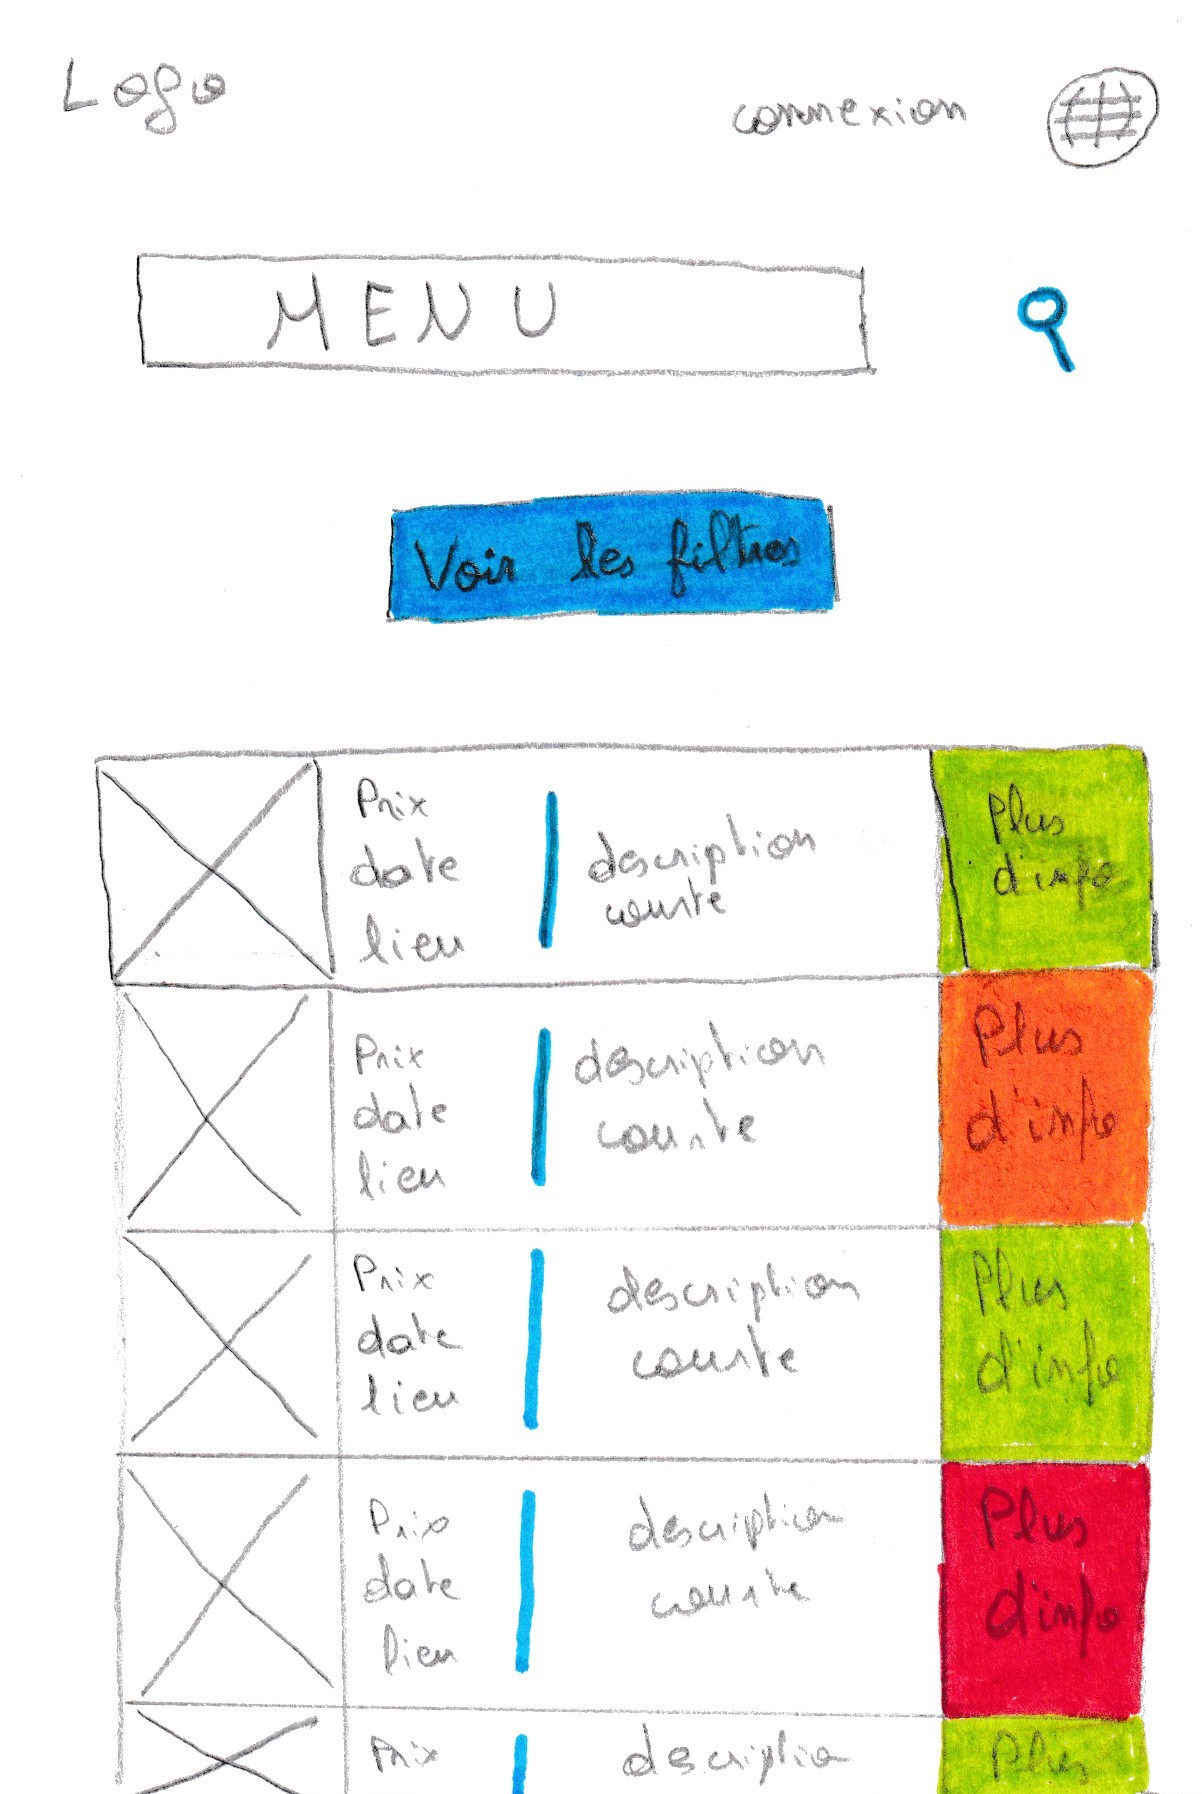 Logo
connexion
MENU
Voir les filtres
Prix
date
lieu
description
courte
Plus
d'info
Prix
date
lieu
description
courte
Plus
d'info
Prix
date
lieu
description
courte
Plus
d'info
Prix
date
lieu
description
courte
Plus
d'info
Prix
descriptio
Plus